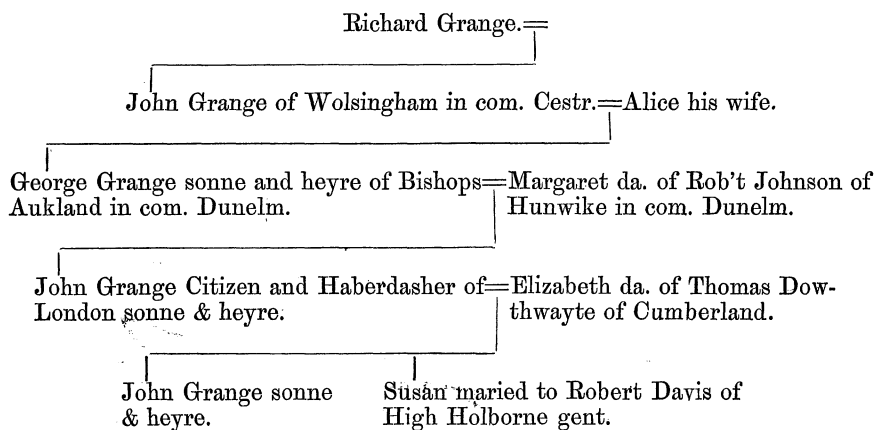 Richard Grange.=
John Grange of Wolsingham in com. Cestr.=Alice his wife.
George Grange sonne and heyre of Bishops=Margaret da. of Rob't Johnson of
Aukland in com. Dunelm. Hunwike in com. Dunelm.
John Grange Citizen and Haberdasher of=Elizabeth da. of Thomas Dow-
London sonne & heyre. thwayte of Cumberland.
John Grange sonne Susan maried to Robert Davis of
& heyre. High Holborne gent.